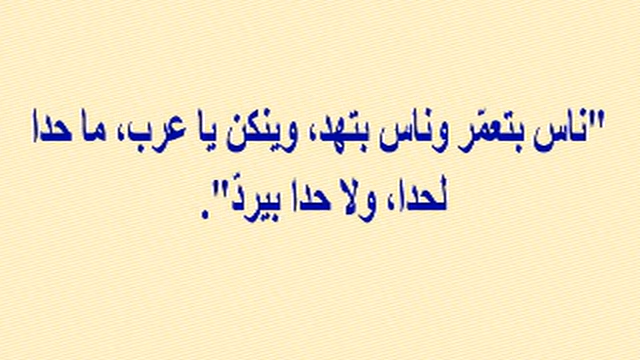 "ناس بتعمّر وناس بتهد، وينكن يا عرب، ما حدا
لحدا، ولا حدا بيردّ".